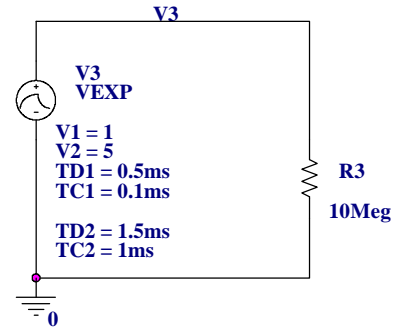 V3
V3
VEXP
V1 = 1
V2 = 5
TD1 = 0.5ms
TC1 = 0.1ms
TD2 = 1.5ms
TC2 = 1ms
R3
10Meg
0